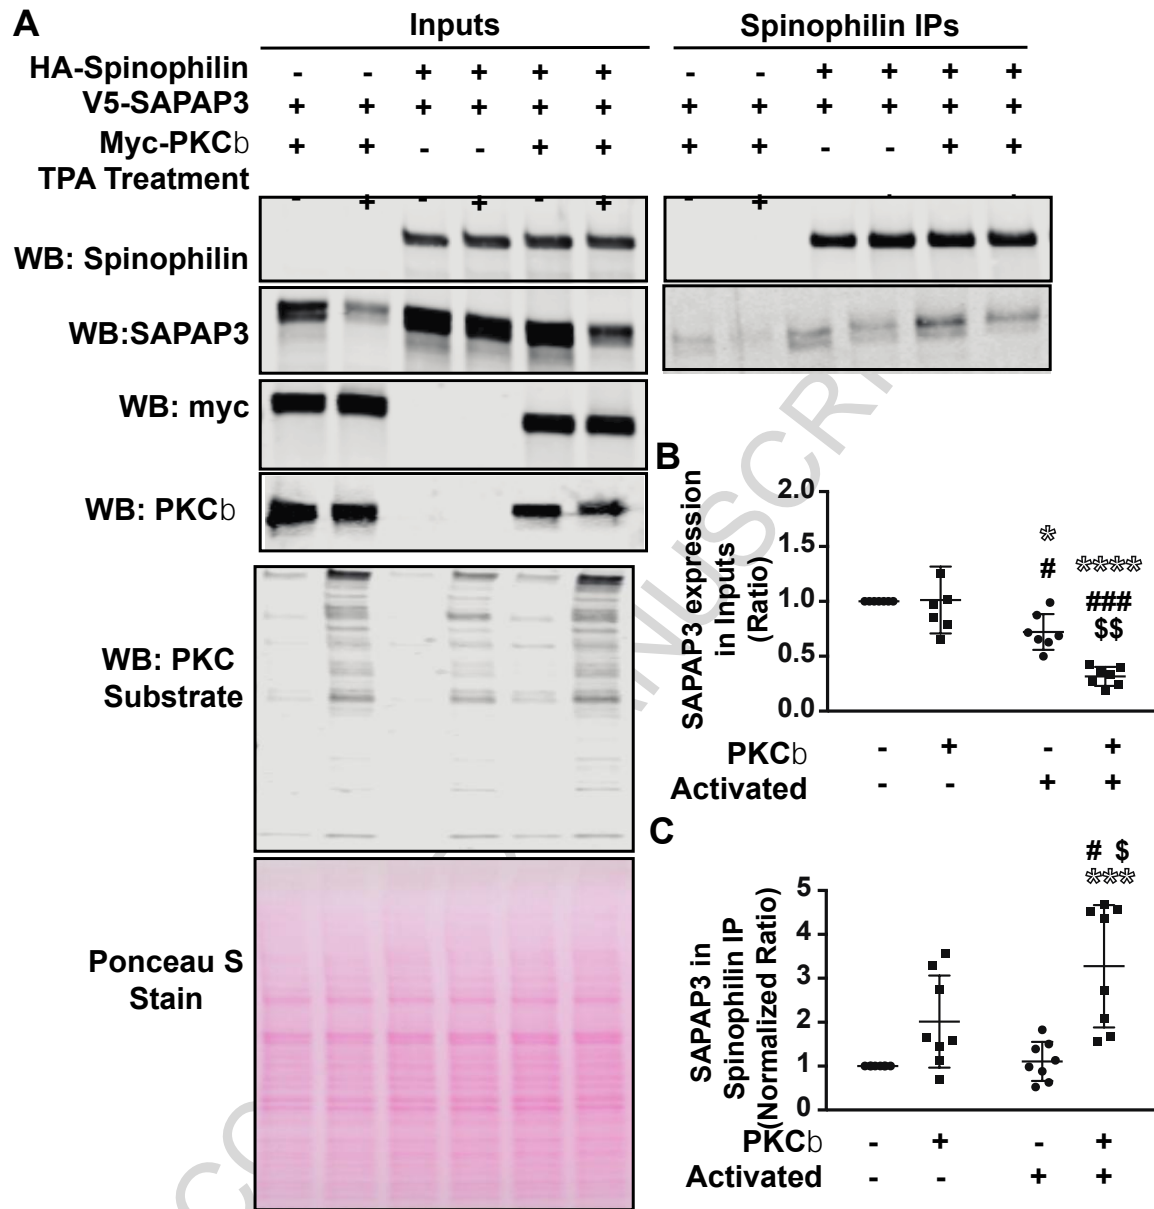 A
Inputs
Spinophilin IPs
HA-Spinophilin - - + + + + - - + + + +
V5-SAPAP3 + + + + + + + + + + + +
Myc-PKCb + + - - + + + + - - + +
TPA Treatment - + - + - + - +
WB: Spinophilin
WB:SAPAP3
WB: myc
WB: PKCb
WB: PKC
Substrate
Ponceau S
Stain
B
SAPAP3 expression
in Inputs
(Ratio)
2.0
1.5
1.0
0.5
0.0
*
#
****
###
$$
PKCb - + - +
Activated - - + +
C
SAPAP3 in
Spinophilin IP
(Normalized Ratio)
5
4
3
2
1
0
# $
***
PKCb - + - +
Activated - - + +